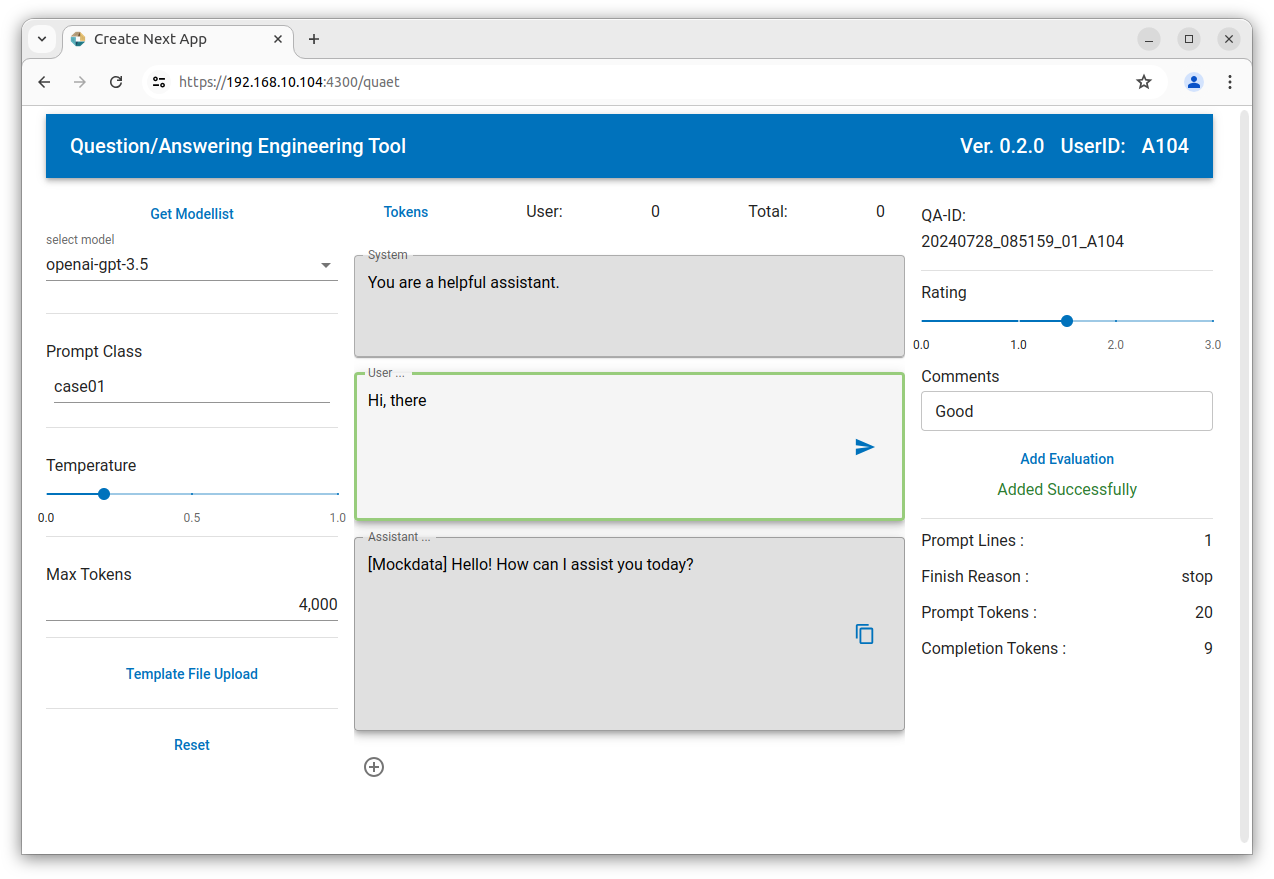 Create Next App
https://192.168.10.104:4300/quaet
Question/Answering Engineering Tool
Ver. 0.2.0 UserID: A104
Get Modellist
select model
openai-gpt-3.5
Prompt Class
case01
Temperature
0.0 0.5 1.0
Max Tokens
4,000
Template File Upload
Reset
Tokens User: 0 Total: 0
System
You are a helpful assistant.
User ...
Hi, there
Assistant ...
[Mockdata] Hello! How can I assist you today?
QA-ID:
20240728_085159_01_A104
Rating
0.0 1.0 2.0 3.0
Comments
Good
Add Evaluation
Added Successfully
Prompt Lines : 1
Finish Reason : stop
Prompt Tokens : 20
Completion Tokens : 9